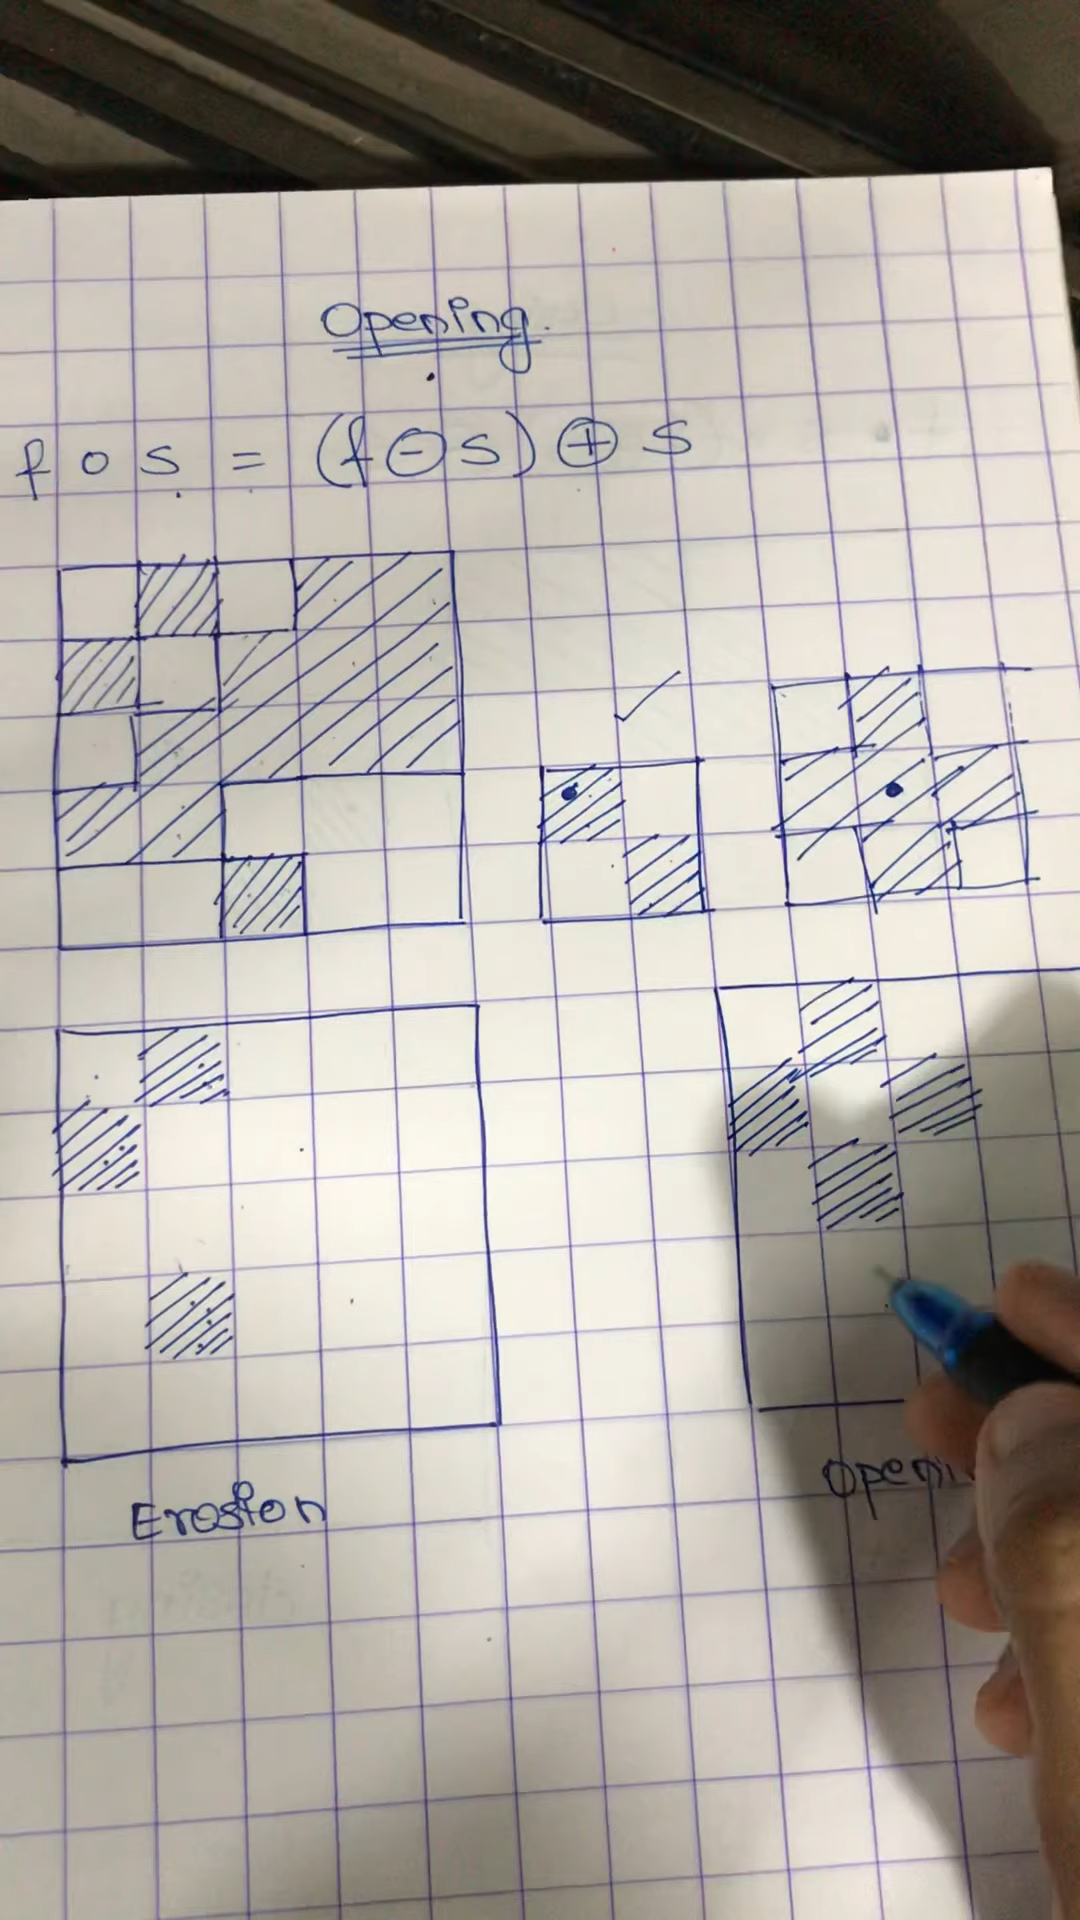 Opening.
f o s = (f ⊖ s) ⊕ s
Erosion